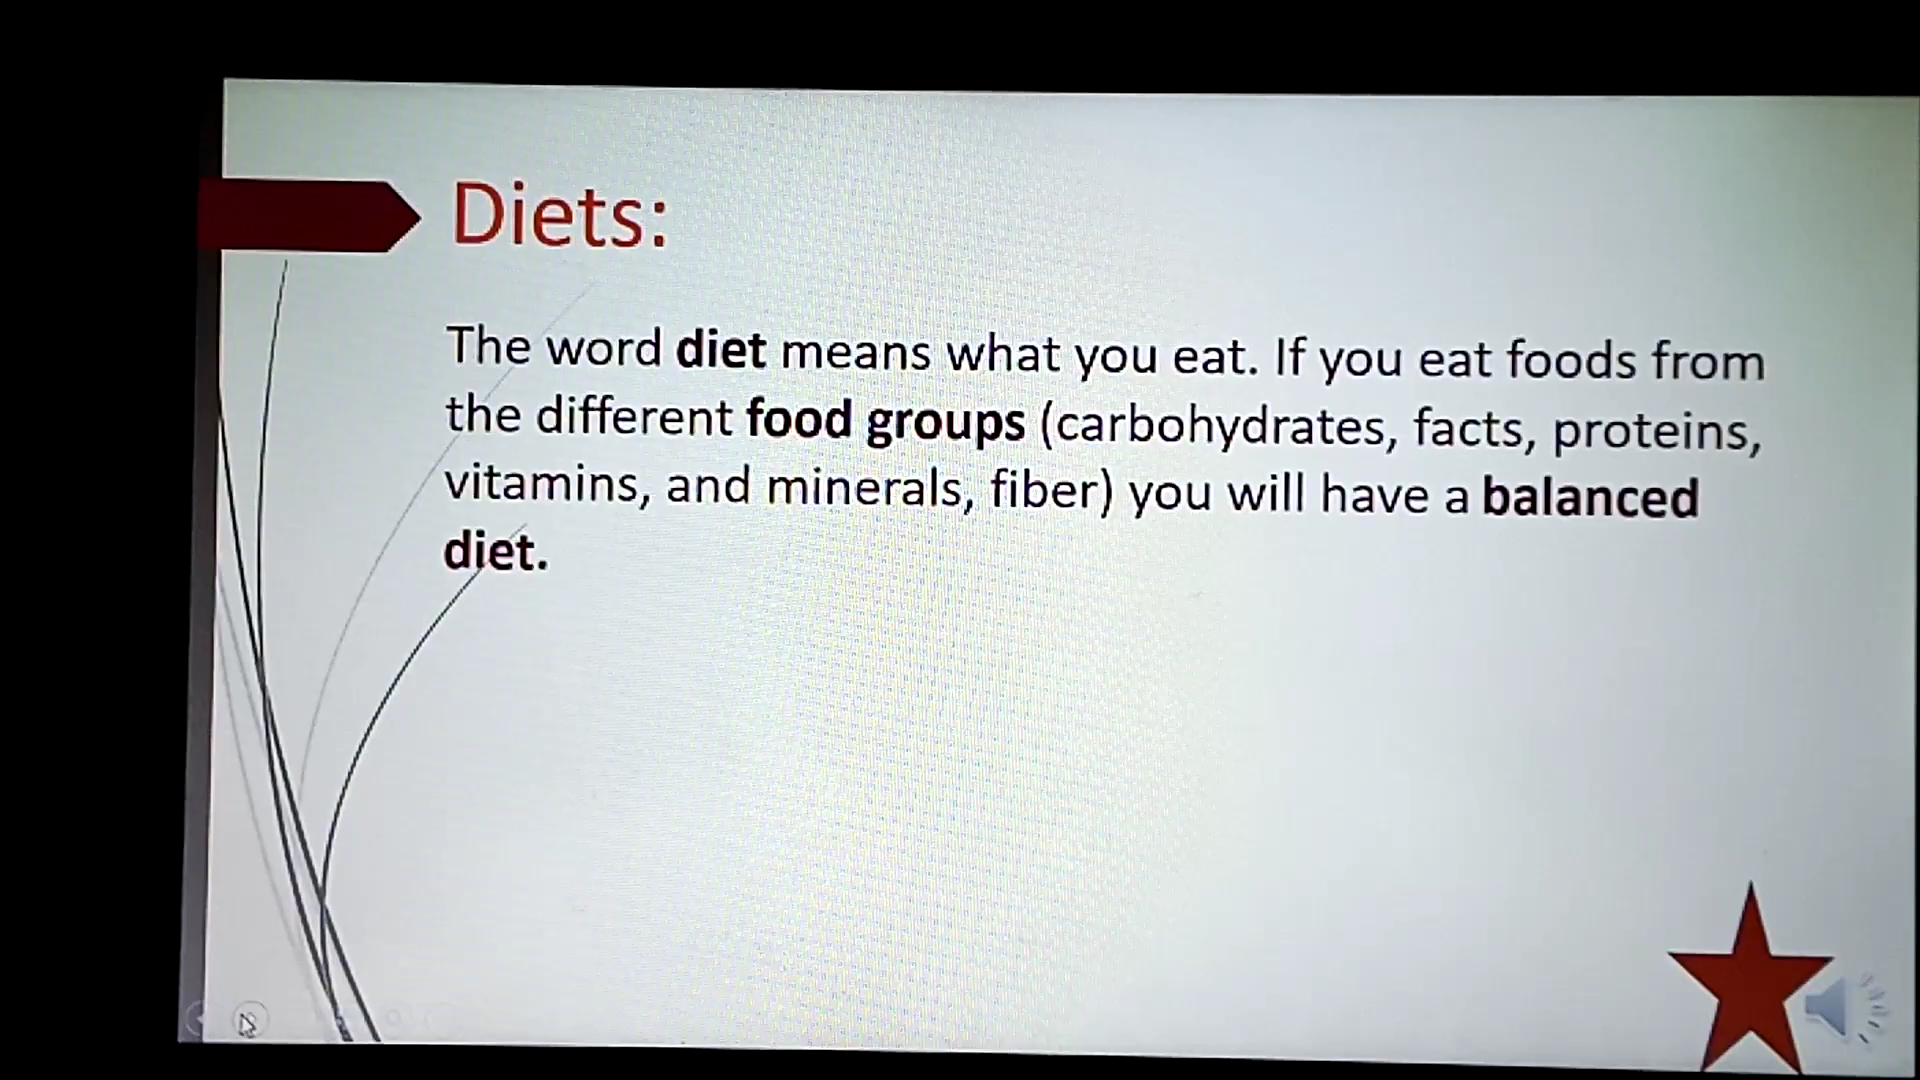 Diets:
The word diet means what you eat. If you eat foods from
the different food groups (carbohydrates, facts, proteins,
vitamins, and minerals, fiber) you will have a balanced
diet.